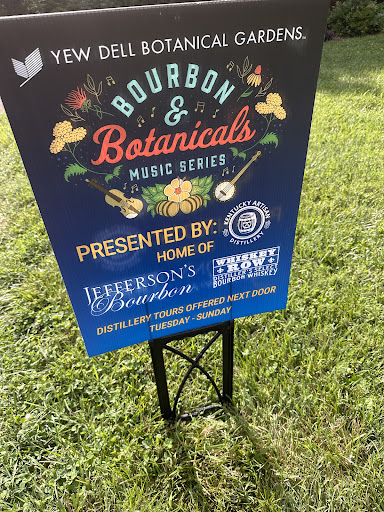 YEW DELL BOTANICAL GARDENS
BOURBON
&
Botanicals
MUSIC SERIES
PRESENTED BY:
KENTUCKY ARTISAN
DISTILLERY
HOME OF
JEFFERSON'S
Bourbon
WHISKEY
ROW
DISTILLER'S SELECT
BOURBON WHISKEY
DISTILLERY TOURS OFFERED NEXT DOOR
TUESDAY - SUNDAY